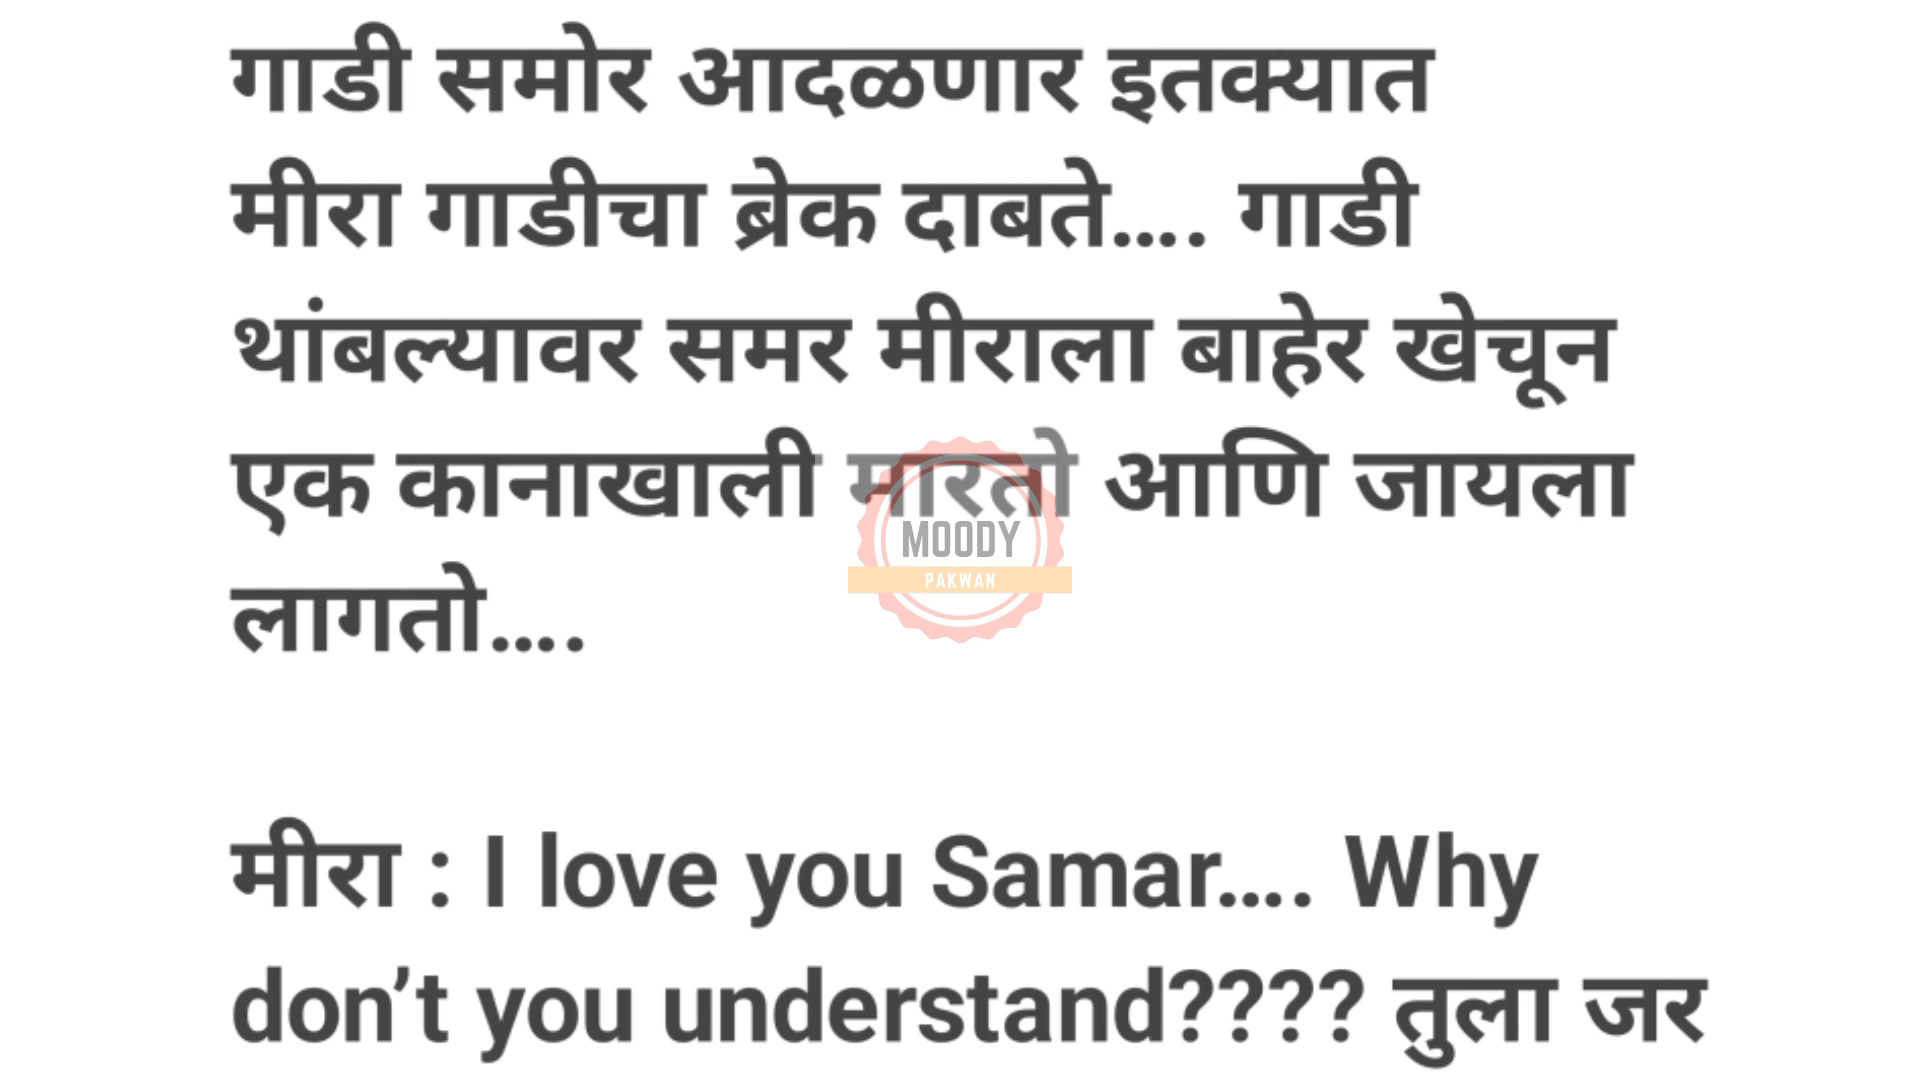 गाडी समोर आदळणार इतक्यात
मीरा गाडीचा ब्रेक दाबते…. गाडी
थांबल्यावर समर मीराला बाहेर खेचून
एक कानाखाली मारतो आणि जायला
लागतो….
MOODY
PAKWAN
मीरा : I love you Samar…. Why
don’t you understand???? तुला जर